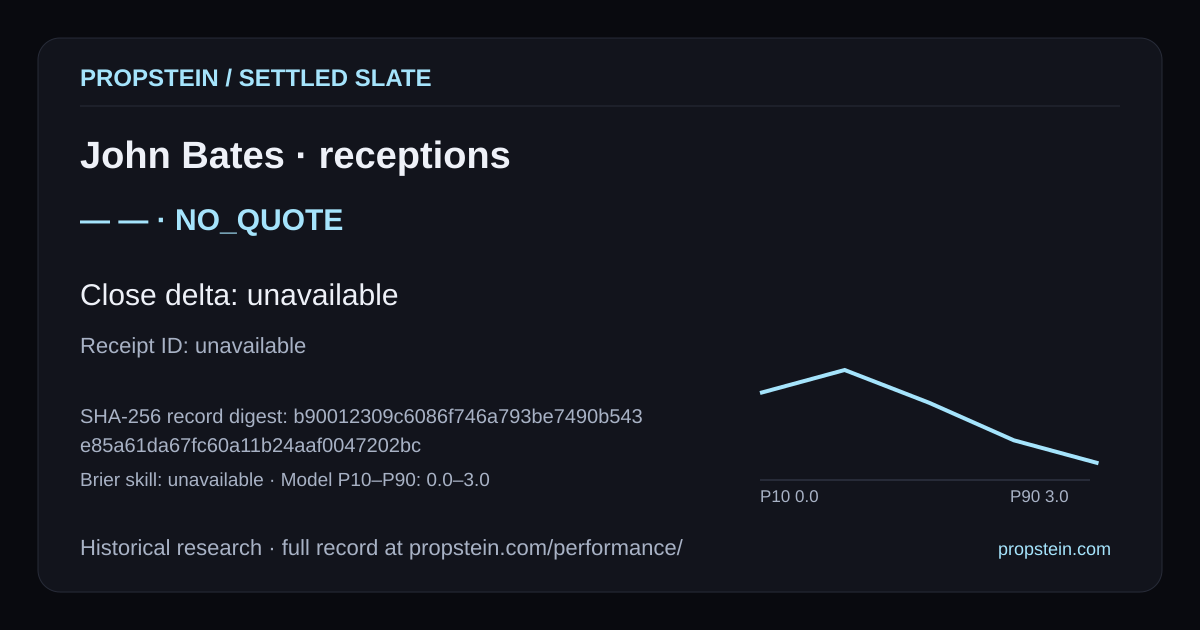 PROPSTEIN / SETTLED SLATE
John Bates · receptions
— — · NO_QUOTE
Close delta: unavailable
Receipt ID: unavailable
SHA-256 record digest: b90012309c6086f746a793be7490b543
e85a61da67fc60a11b24aaf0047202bc
Brier skill: unavailable · Model P10–P90: 0.0–3.0
P10 0.0
P90 3.0
Historical research · full record at propstein.com/performance/
propstein.com